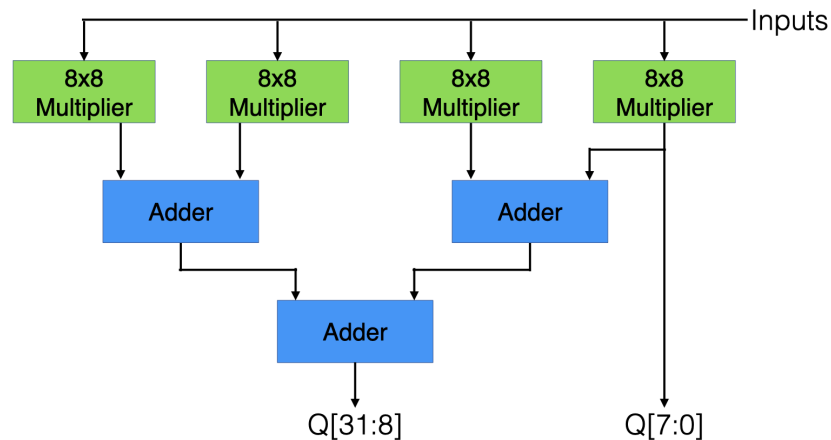 Inputs
8x8
Multiplier
8x8
Multiplier
8x8
Multiplier
8x8
Multiplier
Adder
Adder
Adder
Q[31:8]
Q[7:0]